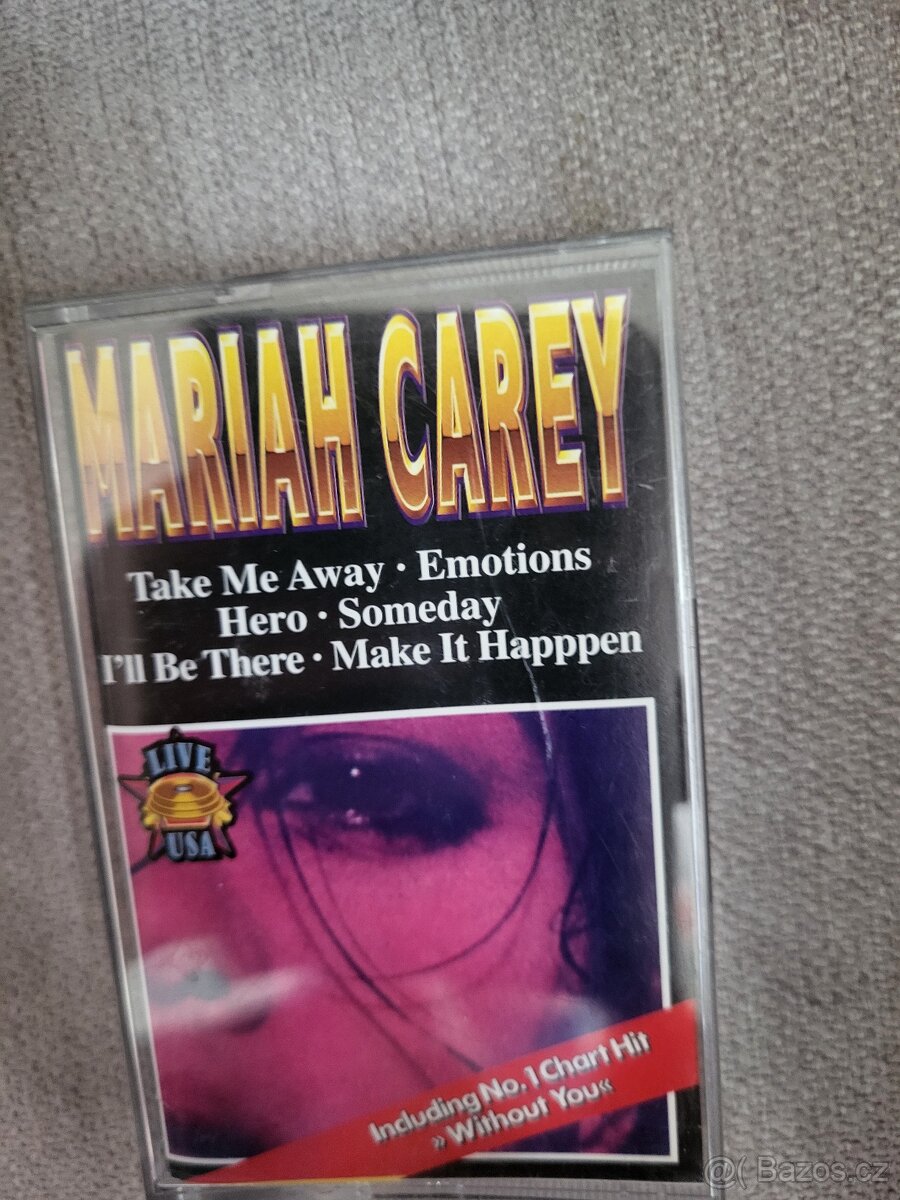 MARIAH CAREY
Take Me Away · Emotions
Hero · Someday
I'll Be There · Make It Happpen
LIVE
USA
Including No. 1 Chart Hit
»Without You«
@( Bazos.cz